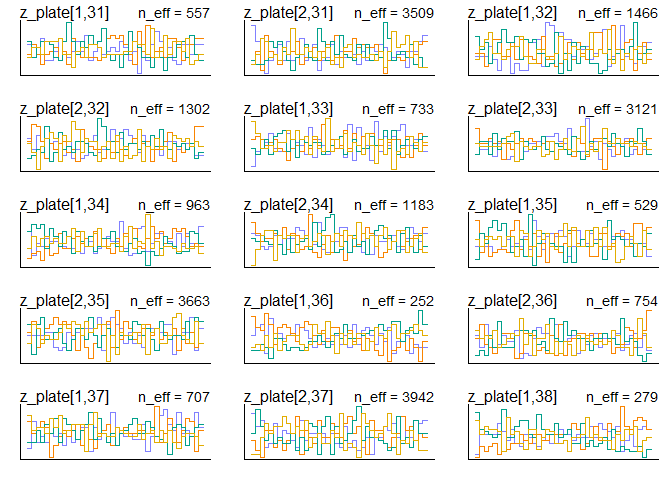 z_plate[1,31] n_eff = 557
z_plate[2,31] n_eff = 3509
z_plate[1,32] n_eff = 1466
z_plate[2,32] n_eff = 1302
z_plate[1,33] n_eff = 733
z_plate[2,33] n_eff = 3121
z_plate[1,34] n_eff = 963
z_plate[2,34] n_eff = 1183
z_plate[1,35] n_eff = 529
z_plate[2,35] n_eff = 3663
z_plate[1,36] n_eff = 252
z_plate[2,36] n_eff = 754
z_plate[1,37] n_eff = 707
z_plate[2,37] n_eff = 3942
z_plate[1,38] n_eff = 279